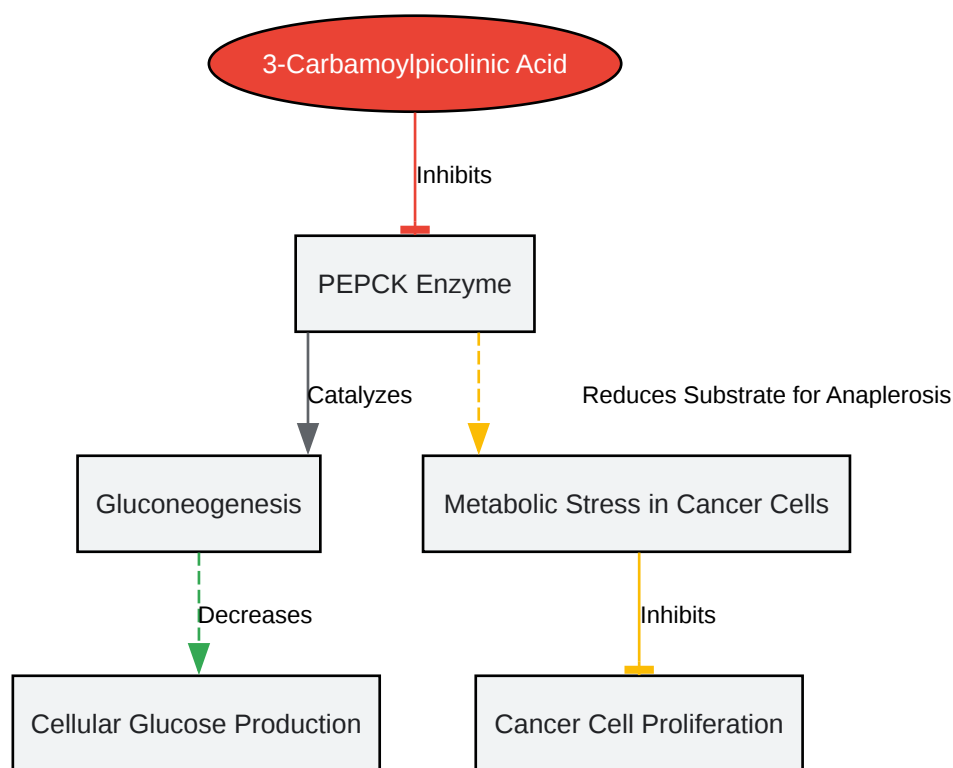 3-Carbamoylpicolinic Acid
Inhibits
PEPCK Enzyme
Catalyzes
Reduces Substrate for Anaplerosis
Gluconeogenesis
Metabolic Stress in Cancer Cells
Decreases
Inhibits
Cellular Glucose Production
Cancer Cell Proliferation